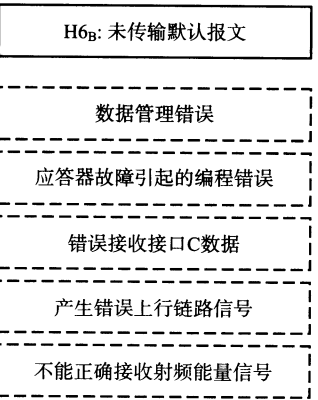 H6B: 未传输默认报文
数据管理错误
应答器故障引起的编程错误
错误接收接口C数据
产生错误上行链路信号
不能正确接收射频能量信号